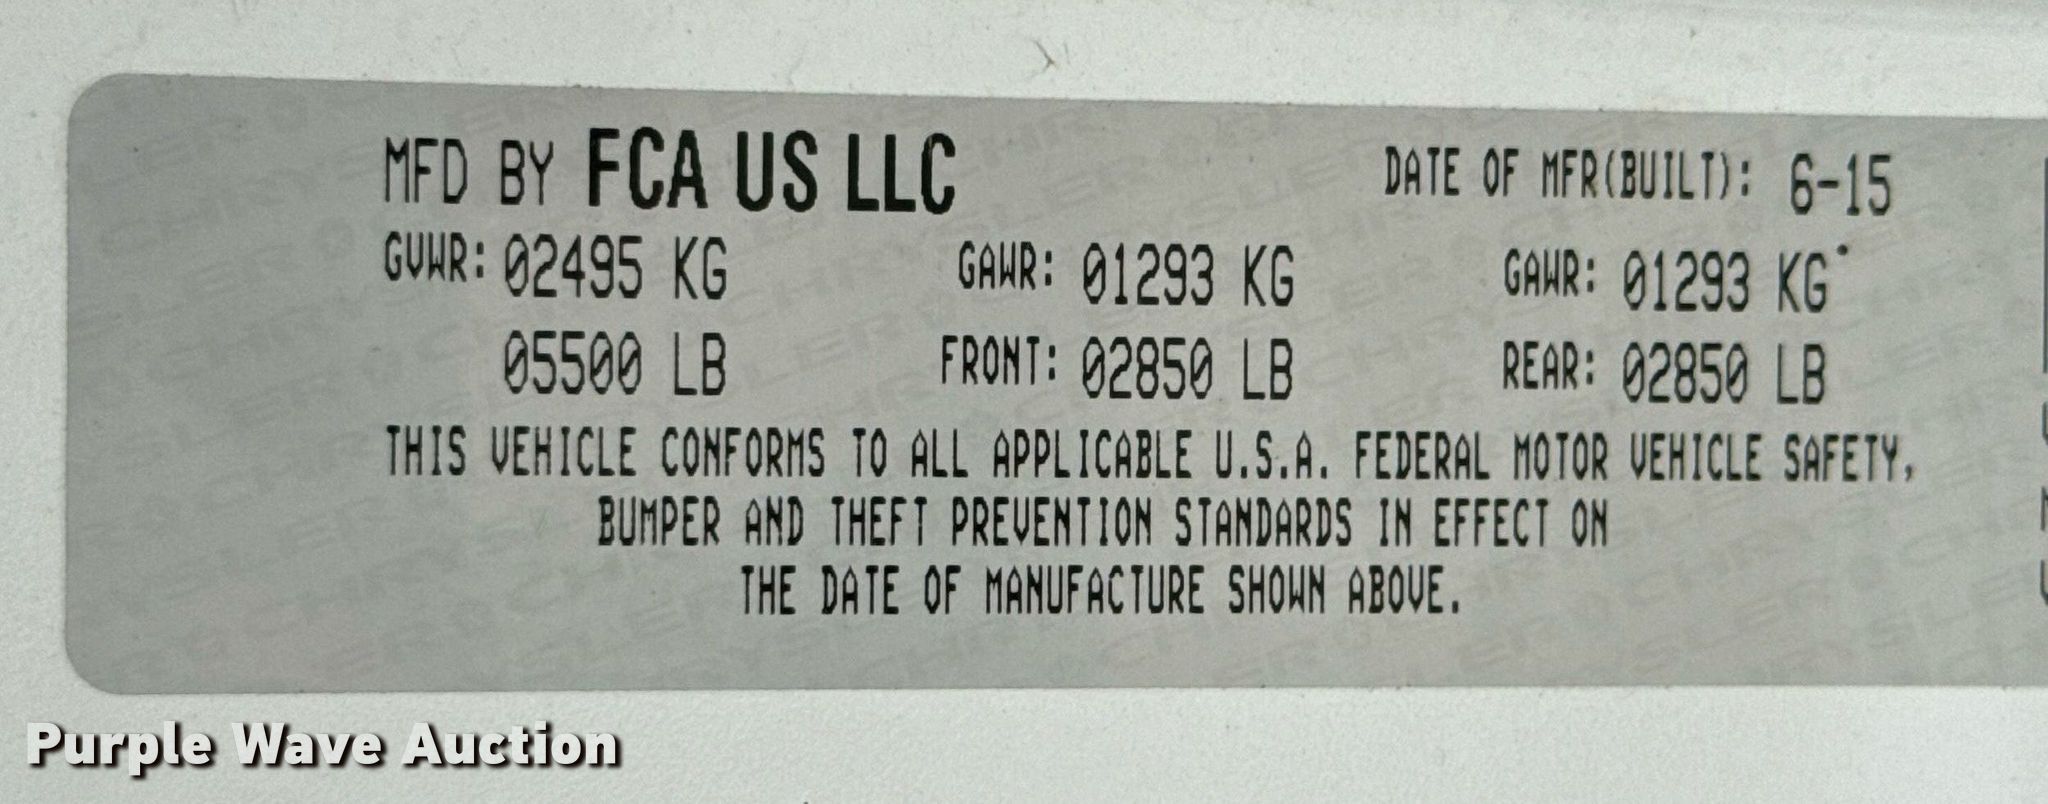 MFD BY FCA US LLC DATE OF MFR(BUILT): 6-15
GVWR: 02495 KG GAWR: 01293 KG GAWR: 01293 KG
05500 LB FRONT: 02850 LB REAR: 02850 LB
THIS VEHICLE CONFORMS TO ALL APPLICABLE U.S.A. FEDERAL MOTOR VEHICLE SAFETY,
BUMPER AND THEFT PREVENTION STANDARDS IN EFFECT ON
THE DATE OF MANUFACTURE SHOWN ABOVE.
Purple Wave Auction